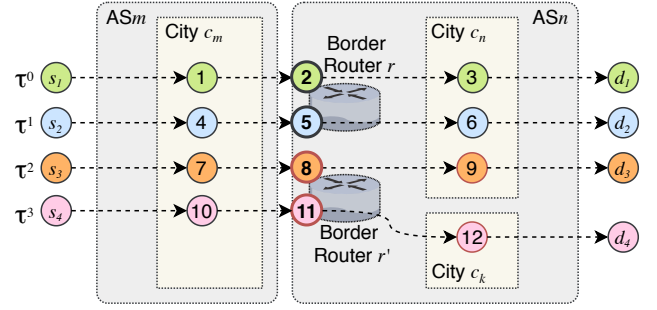 ASm
ASn
City cm
Border
Router r
City cn
τ⁰ s₁ 1 2 3 d₁
τ¹ s₂ 4 5 6 d₂
τ² s₃ 7 8 9 d₃
τ³ s₄ 10 11 12 d₄
Border
Router r'
City ck